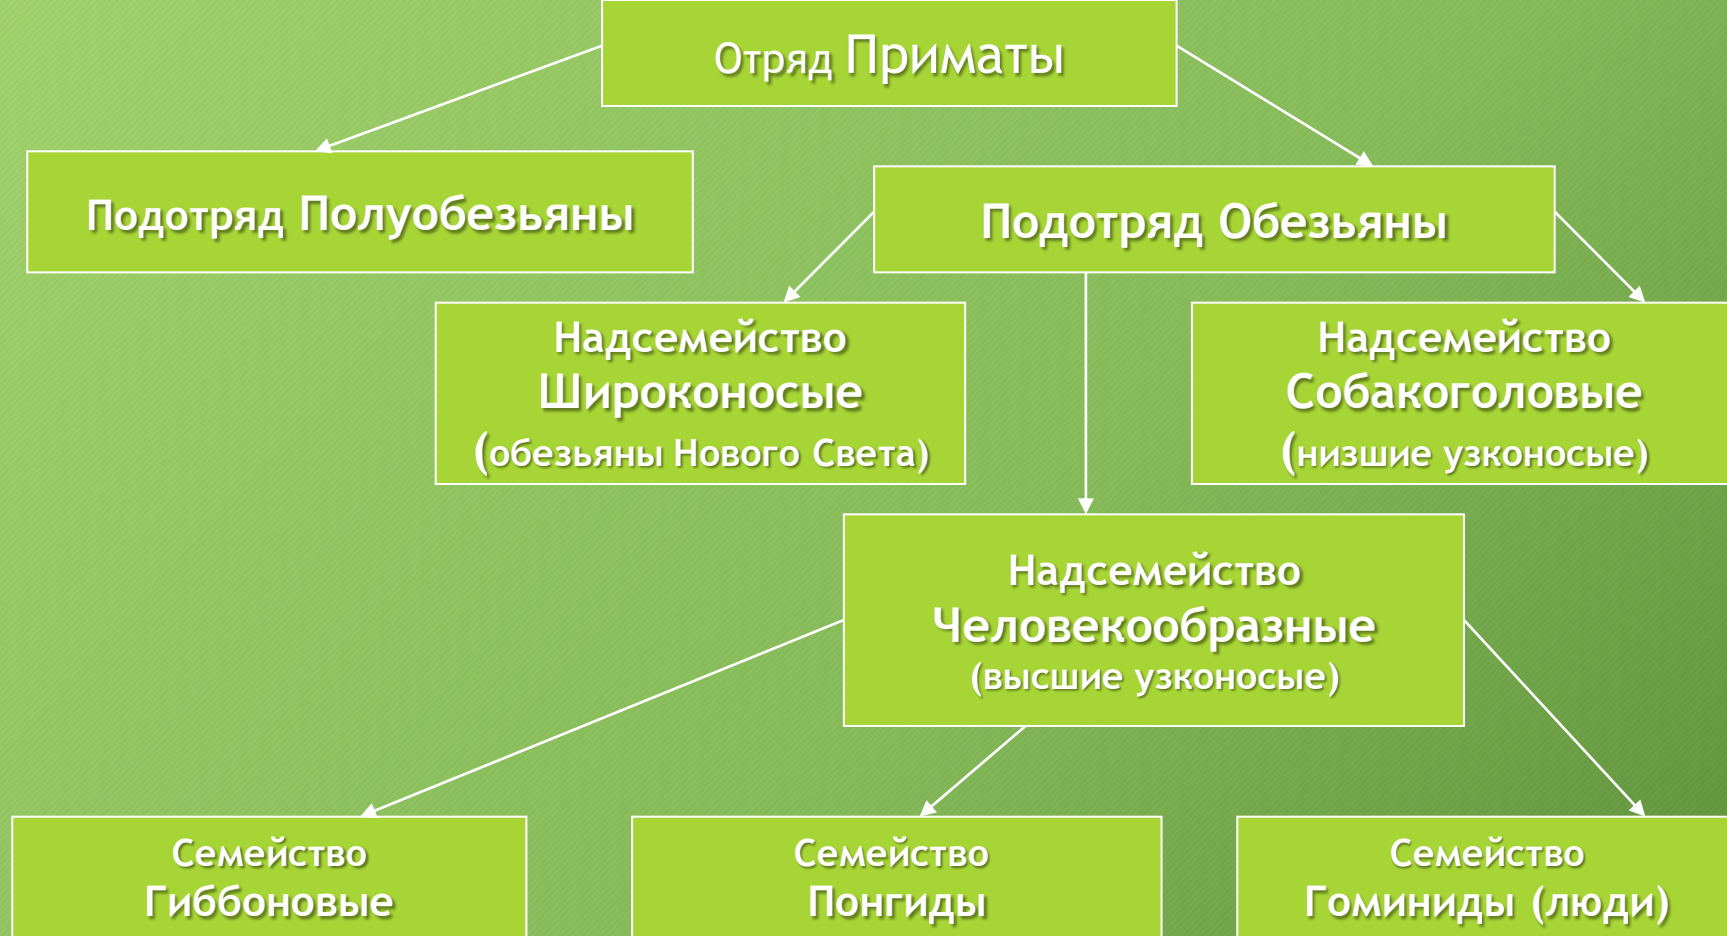 Отряд Приматы
Подотряд Полуобезьяны
Подотряд Обезьяны
Надсемейство
Широконосые
(обезьяны Нового Света)
Надсемейство
Собакоголовые
(низшие узконосые)
Надсемейство
Человекообразные
(высшие узконосые)
Семейство
Гиббоновые
Семейство
Понгиды
Семейство
Гоминиды (люди)